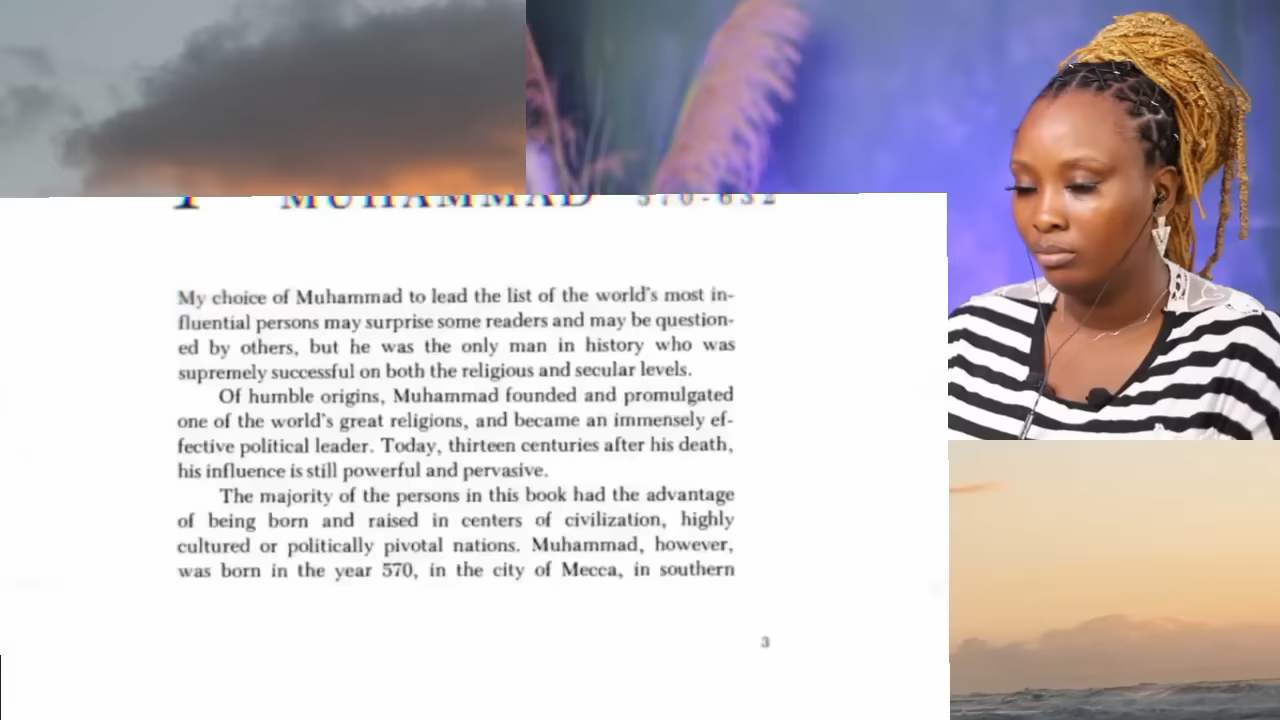 1 MUHAMMAD 570-632
My choice of Muhammad to lead the list of the world's most in-
fluential persons may surprise some readers and may be question-
ed by others, but he was the only man in history who was
supremely successful on both the religious and secular levels.
Of humble origins, Muhammad founded and promulgated
one of the world's great religions, and became an immensely ef-
fective political leader. Today, thirteen centuries after his death,
his influence is still powerful and pervasive.
The majority of the persons in this book had the advantage
of being born and raised in centers of civilization, highly
cultured or politically pivotal nations. Muhammad, however,
was born in the year 570, in the city of Mecca, in southern
3